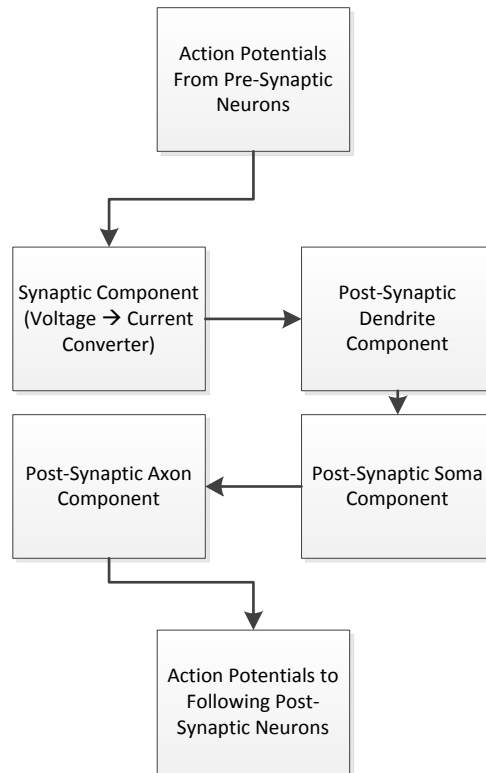 Action Potentials
From Pre-Synaptic
Neurons
Synaptic Component
(Voltage → Current
Converter)
Post-Synaptic
Dendrite
Component
Post-Synaptic Axon
Component
Post-Synaptic Soma
Component
Action Potentials to
Following Post-
Synaptic Neurons